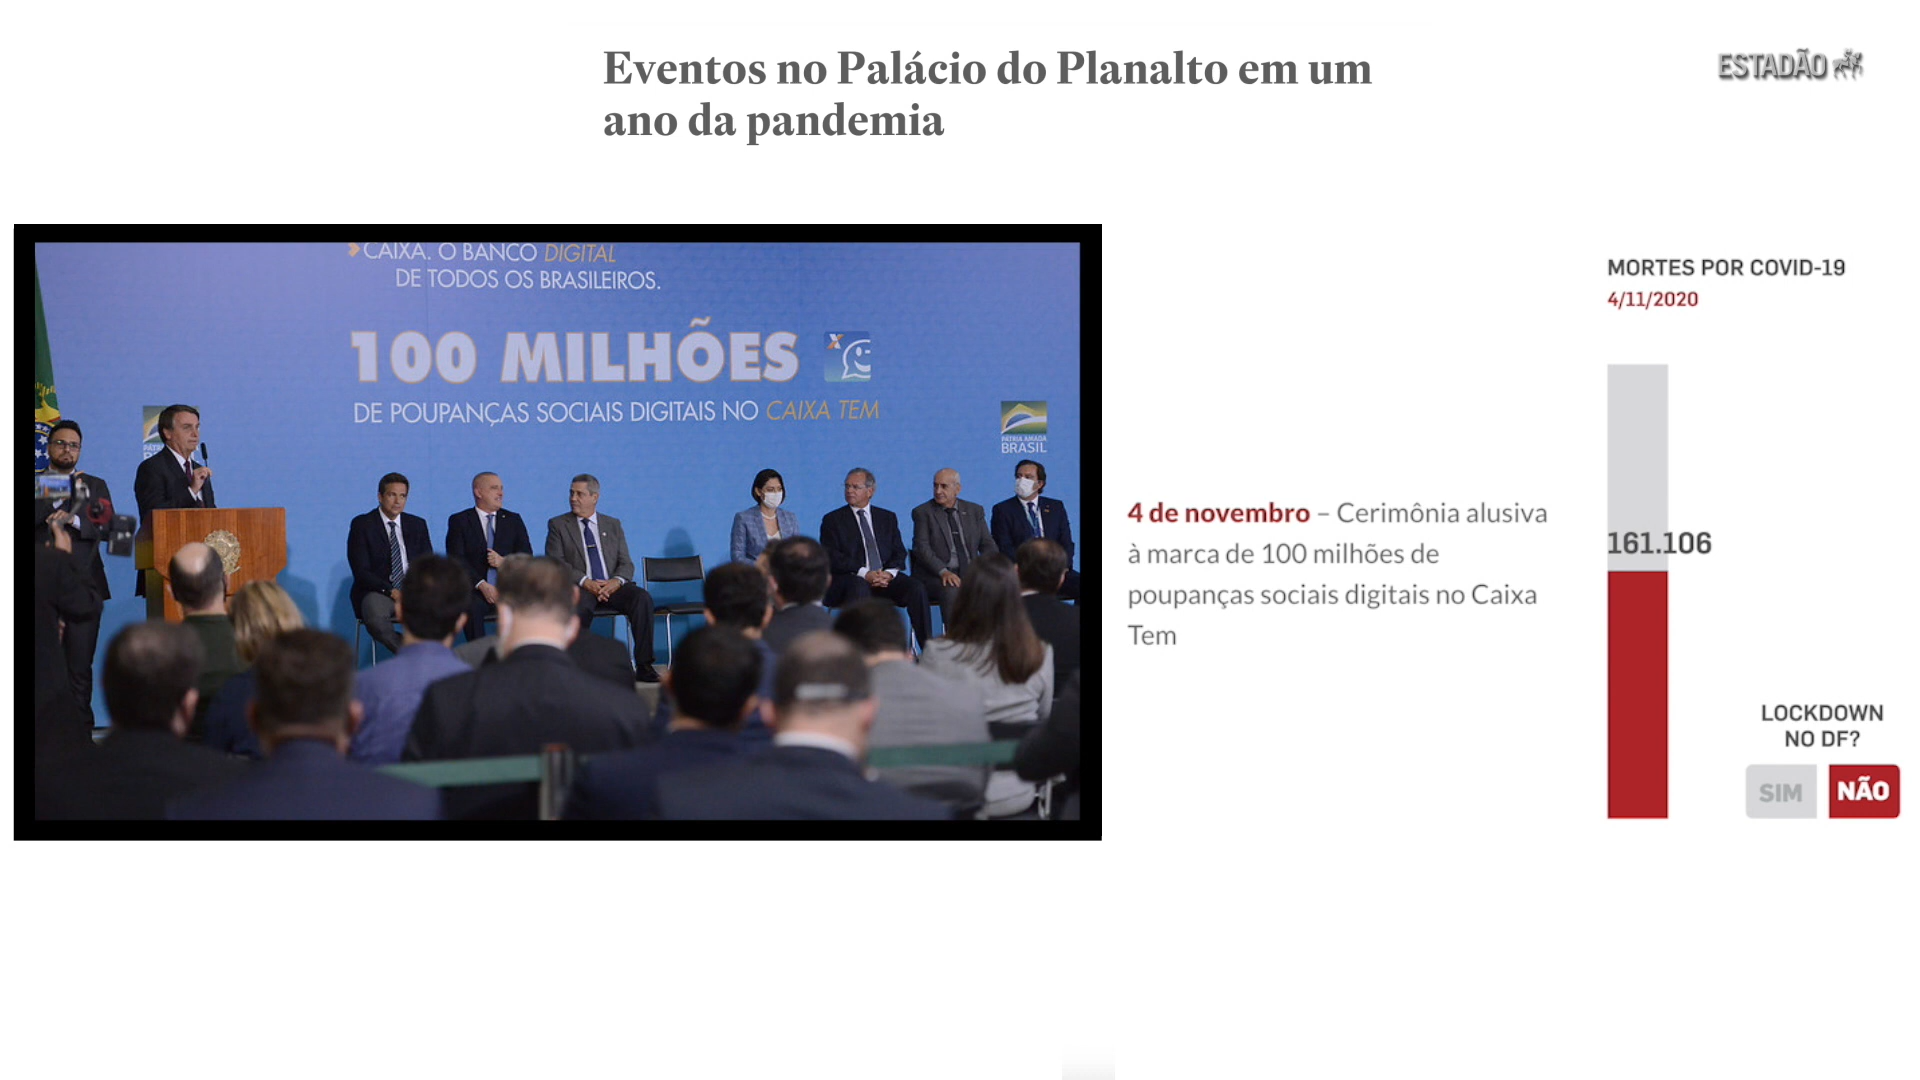 Eventos no Palácio do Planalto em um
ano da pandemia
ESTADÃO
CAIXA. O BANCO DIGITAL
DE TODOS OS BRASILEIROS.
100 MILHÕES
DE POUPANÇAS SOCIAIS DIGITAIS NO CAIXA TEM
PÁTRIA AMADA
BRASIL
4 de novembro – Cerimônia alusiva
à marca de 100 milhões de
poupanças sociais digitais no Caixa
Tem
MORTES POR COVID-19
4/11/2020
161.106
LOCKDOWN
NO DF?
SIM
NÃO